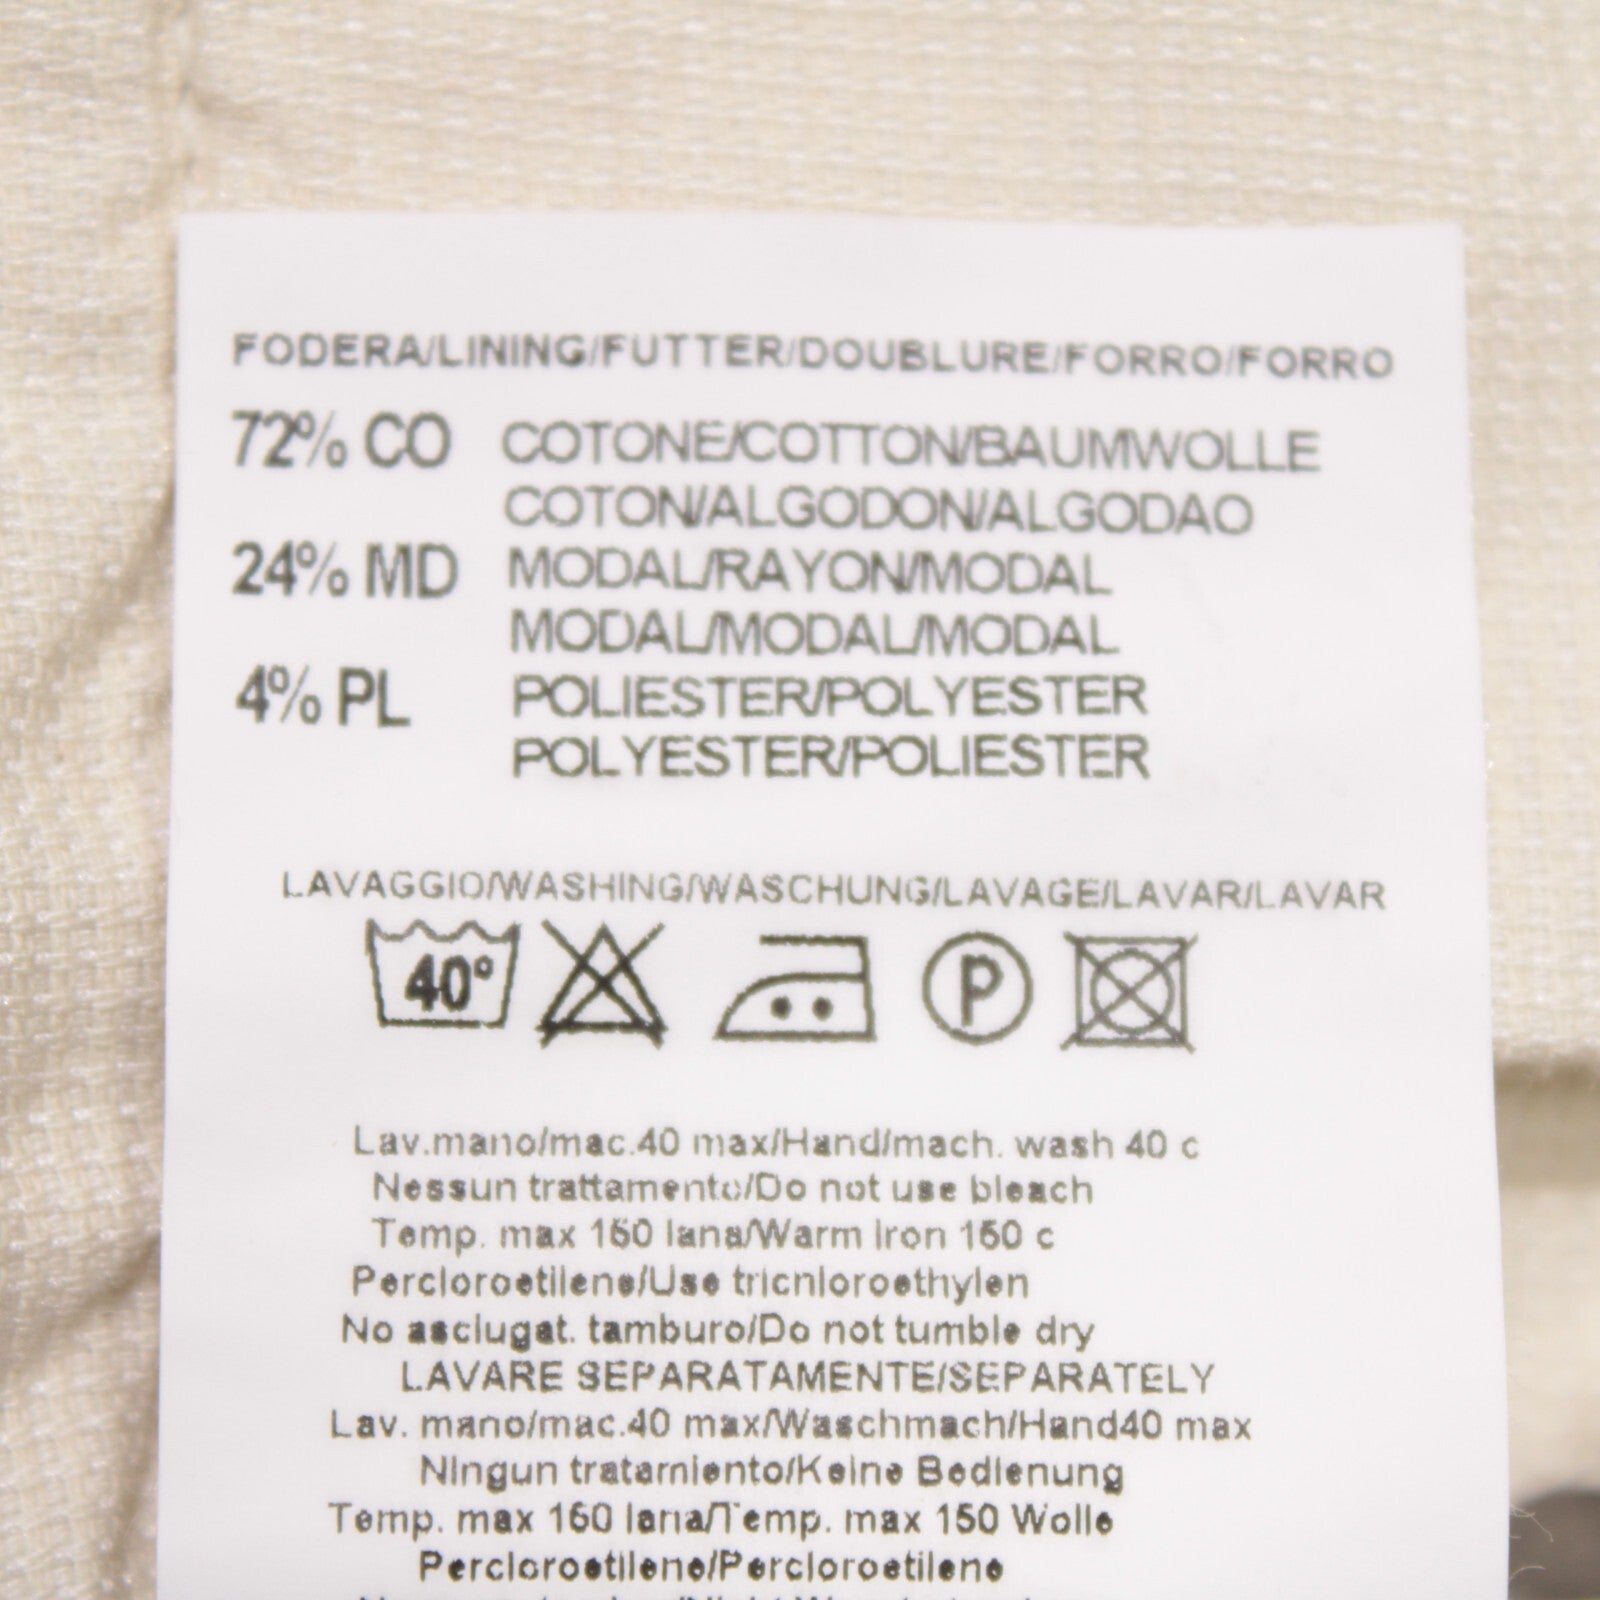 FODERA/LINING/FUTTER/DOUBLURE/FORRO/FORRO
72% CO COTONE/COTTON/BAUMWOLLE
COTON/ALGODON/ALGODAO
24% MD MODAL/RAYON/MODAL
MODAL/MODAL/MODAL
4% PL POLIESTER/POLYESTER
POLYESTER/POLIESTER
LAVAGGIO/WASHING/WASCHUNG/LAVAGE/LAVAR/LAVAR
40° P
Lav.mano/mac.40 max/Hand/mach. wash 40 c
Nessun trattamento/Do not use bleach
Temp. max 150 lana/Warm iron 150 c
Percloroetilene/Use tricnloroethylen
No asciugat. tamburo/Do not tumble dry
LAVARE SEPARATAMENTE/SEPARATELY
Lav. mano/mac.40 max/Waschmach/Hand40 max
Ningun tratamiento/Keine Bedienung
Temp. max 150 lana/Temp. max 150 Wolle
Percloroetilene/Percloroetilene